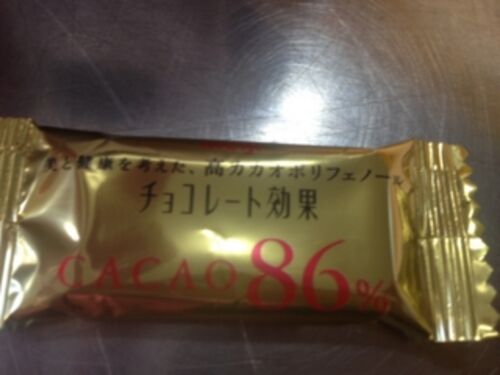 美と健康を考えた、高カカオポリフェノール
チョコレート効果
CACAO 86%